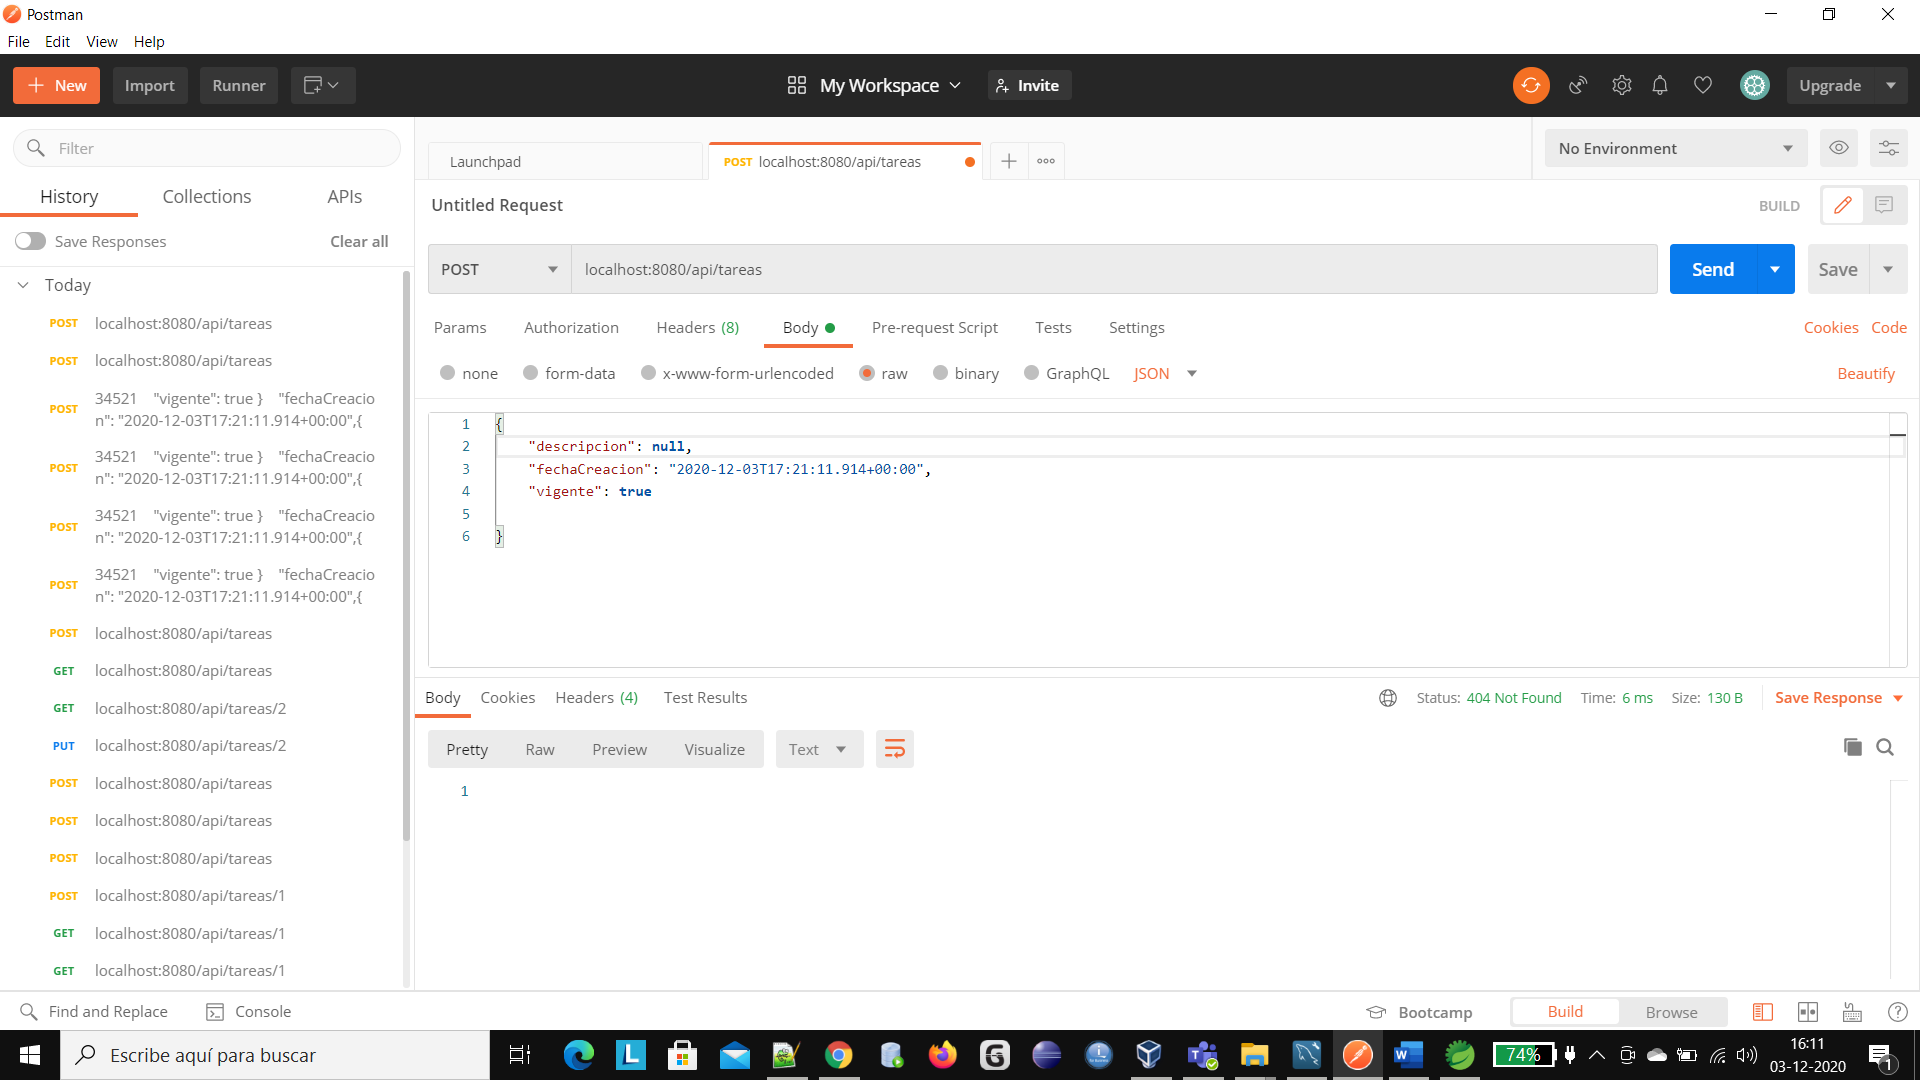 Postman
File Edit View Help
New Import Runner My Workspace Invite Upgrade
Filter
History Collections APIs
Save Responses Clear all
Today
POST localhost:8080/api/tareas
POST localhost:8080/api/tareas
POST 34521 "vigente": true } "fechaCreacio
n": "2020-12-03T17:21:11.914+00:00",{
POST 34521 "vigente": true } "fechaCreacio
n": "2020-12-03T17:21:11.914+00:00",{
POST 34521 "vigente": true } "fechaCreacio
n": "2020-12-03T17:21:11.914+00:00",{
POST 34521 "vigente": true } "fechaCreacio
n": "2020-12-03T17:21:11.914+00:00",{
POST localhost:8080/api/tareas
GET localhost:8080/api/tareas
GET localhost:8080/api/tareas/2
PUT localhost:8080/api/tareas/2
POST localhost:8080/api/tareas
POST localhost:8080/api/tareas
POST localhost:8080/api/tareas
POST localhost:8080/api/tareas/1
GET localhost:8080/api/tareas/1
GET localhost:8080/api/tareas/1
Launchpad POST localhost:8080/api/tareas No Environment
Untitled Request BUILD
POST localhost:8080/api/tareas Send Save
Params Authorization Headers (8) Body Pre-request Script Tests Settings Cookies Code
none form-data x-www-form-urlencoded raw binary GraphQL JSON Beautify
1 {
2 "descripcion": null,
3 "fechaCreacion": "2020-12-03T17:21:11.914+00:00",
4 "vigente": true
5
6 }
Body Cookies Headers (4) Test Results Status: 404 Not Found Time: 6 ms Size: 130 B Save Response
Pretty Raw Preview Visualize Text
1
Find and Replace Console Bootcamp Build Browse
Escribe aquí para buscar 74% 16:11
03-12-2020 1